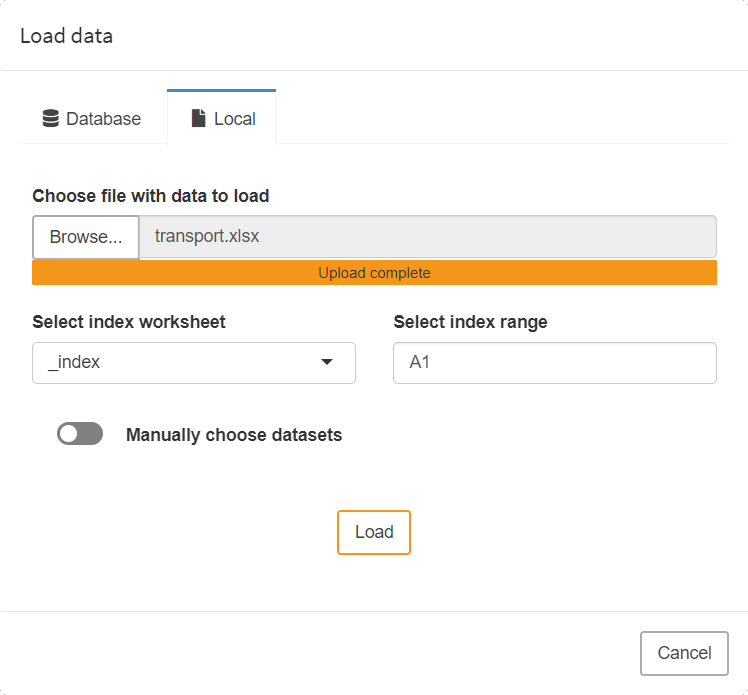 Load data
Database
Local
Choose file with data to load
Browse...
transport.xlsx
Upload complete
Select index worksheet
Select index range
_index
A1
Manually choose datasets
Load
Cancel